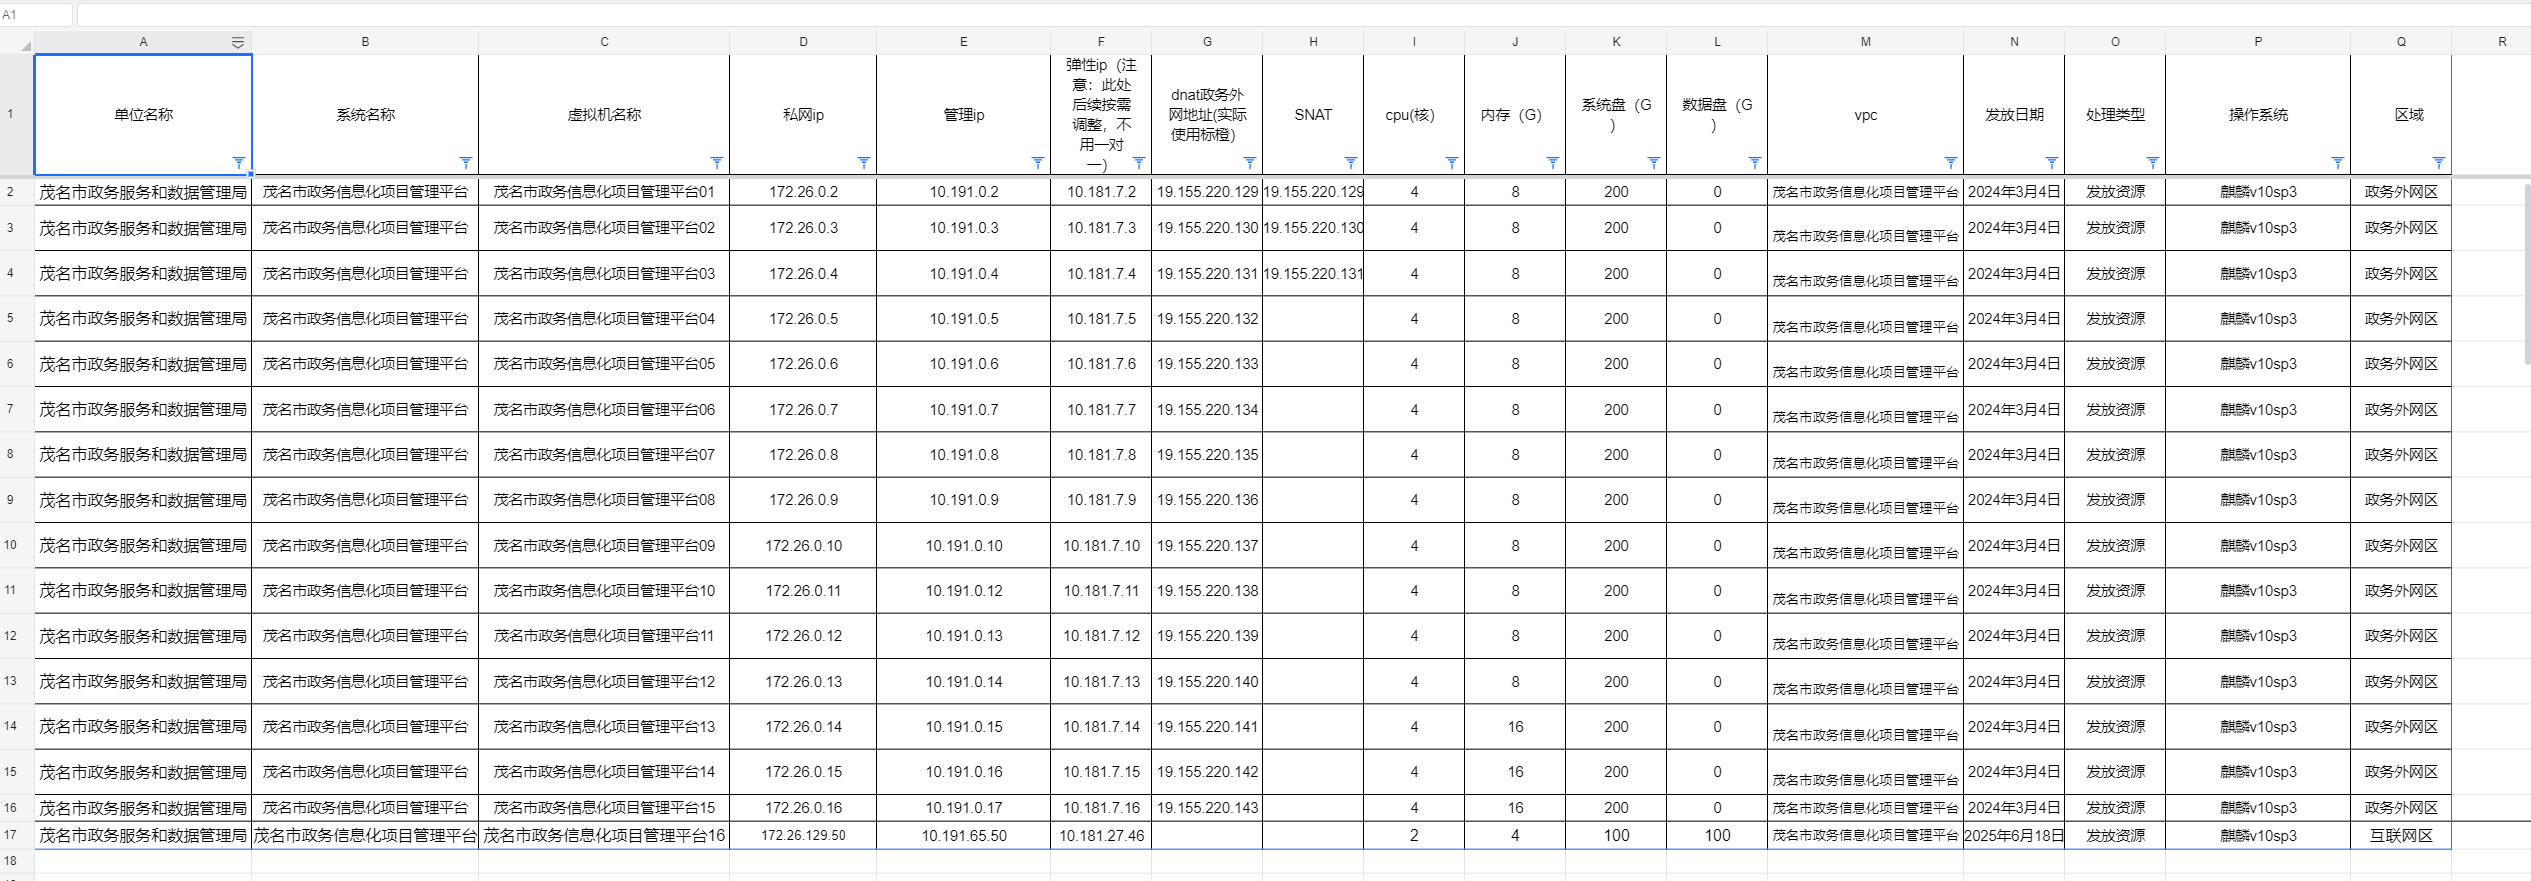 A1
A B C D E F G H I J K L M N O P Q R
1 单位名称 系统名称 虚拟机名称 私网ip 管理ip 弹性ip（注意：此处后续按需调整，不用一对一） dnat政务外网地址(实际使用标橙) SNAT cpu(核) 内存（G） 系统盘（G） 数据盘（G） vpc 发放日期 处理类型 操作系统 区域
2 茂名市政务服务和数据管理局 茂名市政务信息化项目管理平台 茂名市政务信息化项目管理平台01 172.26.0.2 10.191.0.2 10.181.7.2 19.155.220.129 19.155.220.129 4 8 200 0 茂名市政务信息化项目管理平台 2024年3月4日 发放资源 麒麟v10sp3 政务外网区
3 茂名市政务服务和数据管理局 茂名市政务信息化项目管理平台 茂名市政务信息化项目管理平台02 172.26.0.3 10.191.0.3 10.181.7.3 19.155.220.130 19.155.220.130 4 8 200 0 茂名市政务信息化项目管理平台 2024年3月4日 发放资源 麒麟v10sp3 政务外网区
4 茂名市政务服务和数据管理局 茂名市政务信息化项目管理平台 茂名市政务信息化项目管理平台03 172.26.0.4 10.191.0.4 10.181.7.4 19.155.220.131 19.155.220.131 4 8 200 0 茂名市政务信息化项目管理平台 2024年3月4日 发放资源 麒麟v10sp3 政务外网区
5 茂名市政务服务和数据管理局 茂名市政务信息化项目管理平台 茂名市政务信息化项目管理平台04 172.26.0.5 10.191.0.5 10.181.7.5 19.155.220.132 4 8 200 0 茂名市政务信息化项目管理平台 2024年3月4日 发放资源 麒麟v10sp3 政务外网区
6 茂名市政务服务和数据管理局 茂名市政务信息化项目管理平台 茂名市政务信息化项目管理平台05 172.26.0.6 10.191.0.6 10.181.7.6 19.155.220.133 4 8 200 0 茂名市政务信息化项目管理平台 2024年3月4日 发放资源 麒麟v10sp3 政务外网区
7 茂名市政务服务和数据管理局 茂名市政务信息化项目管理平台 茂名市政务信息化项目管理平台06 172.26.0.7 10.191.0.7 10.181.7.7 19.155.220.134 4 8 200 0 茂名市政务信息化项目管理平台 2024年3月4日 发放资源 麒麟v10sp3 政务外网区
8 茂名市政务服务和数据管理局 茂名市政务信息化项目管理平台 茂名市政务信息化项目管理平台07 172.26.0.8 10.191.0.8 10.181.7.8 19.155.220.135 4 8 200 0 茂名市政务信息化项目管理平台 2024年3月4日 发放资源 麒麟v10sp3 政务外网区
9 茂名市政务服务和数据管理局 茂名市政务信息化项目管理平台 茂名市政务信息化项目管理平台08 172.26.0.9 10.191.0.9 10.181.7.9 19.155.220.136 4 8 200 0 茂名市政务信息化项目管理平台 2024年3月4日 发放资源 麒麟v10sp3 政务外网区
10 茂名市政务服务和数据管理局 茂名市政务信息化项目管理平台 茂名市政务信息化项目管理平台09 172.26.0.10 10.191.0.10 10.181.7.10 19.155.220.137 4 8 200 0 茂名市政务信息化项目管理平台 2024年3月4日 发放资源 麒麟v10sp3 政务外网区
11 茂名市政务服务和数据管理局 茂名市政务信息化项目管理平台 茂名市政务信息化项目管理平台10 172.26.0.11 10.191.0.12 10.181.7.11 19.155.220.138 4 8 200 0 茂名市政务信息化项目管理平台 2024年3月4日 发放资源 麒麟v10sp3 政务外网区
12 茂名市政务服务和数据管理局 茂名市政务信息化项目管理平台 茂名市政务信息化项目管理平台11 172.26.0.12 10.191.0.13 10.181.7.12 19.155.220.139 4 8 200 0 茂名市政务信息化项目管理平台 2024年3月4日 发放资源 麒麟v10sp3 政务外网区
13 茂名市政务服务和数据管理局 茂名市政务信息化项目管理平台 茂名市政务信息化项目管理平台12 172.26.0.13 10.191.0.14 10.181.7.13 19.155.220.140 4 8 200 0 茂名市政务信息化项目管理平台 2024年3月4日 发放资源 麒麟v10sp3 政务外网区
14 茂名市政务服务和数据管理局 茂名市政务信息化项目管理平台 茂名市政务信息化项目管理平台13 172.26.0.14 10.191.0.15 10.181.7.14 19.155.220.141 4 16 200 0 茂名市政务信息化项目管理平台 2024年3月4日 发放资源 麒麟v10sp3 政务外网区
15 茂名市政务服务和数据管理局 茂名市政务信息化项目管理平台 茂名市政务信息化项目管理平台14 172.26.0.15 10.191.0.16 10.181.7.15 19.155.220.142 4 16 200 0 茂名市政务信息化项目管理平台 2024年3月4日 发放资源 麒麟v10sp3 政务外网区
16 茂名市政务服务和数据管理局 茂名市政务信息化项目管理平台 茂名市政务信息化项目管理平台15 172.26.0.16 10.191.0.17 10.181.7.16 19.155.220.143 4 16 200 0 茂名市政务信息化项目管理平台 2024年3月4日 发放资源 麒麟v10sp3 政务外网区
17 茂名市政务服务和数据管理局 茂名市政务信息化项目管理平台 茂名市政务信息化项目管理平台16 172.26.129.50 10.191.65.50 10.181.27.46 2 4 100 100 茂名市政务信息化项目管理平台 2025年6月18日 发放资源 麒麟v10sp3 互联网区
18